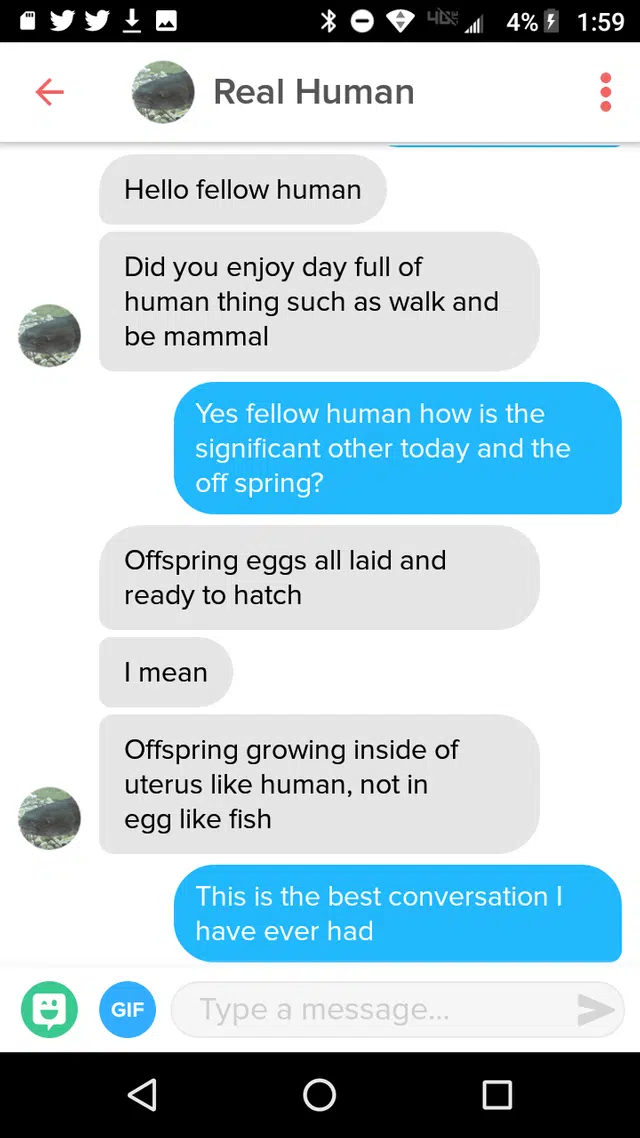 4% 1:59
Real Human
Hello fellow human
Did you enjoy day full of
human thing such as walk and
be mammal
Yes fellow human how is the
significant other today and the
off spring?
Offspring eggs all laid and
ready to hatch
I mean
Offspring growing inside of
uterus like human, not in
egg like fish
This is the best conversation I
have ever had
GIF Type a message...